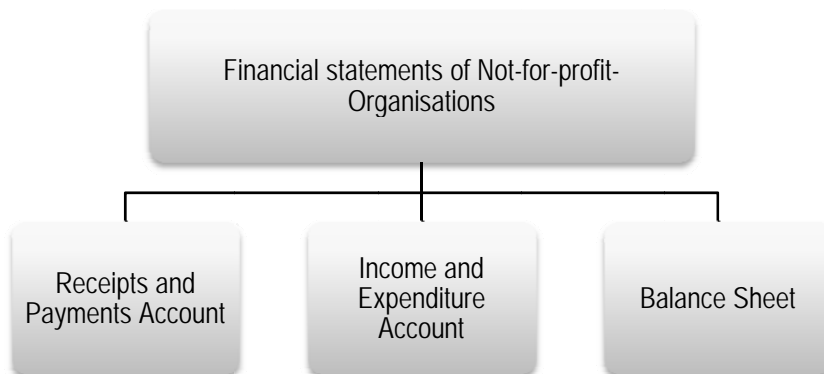 Financial statements of Not-for-profit-
Organisations
Receipts and
Payments Account
Income and
Expenditure
Account
Balance Sheet